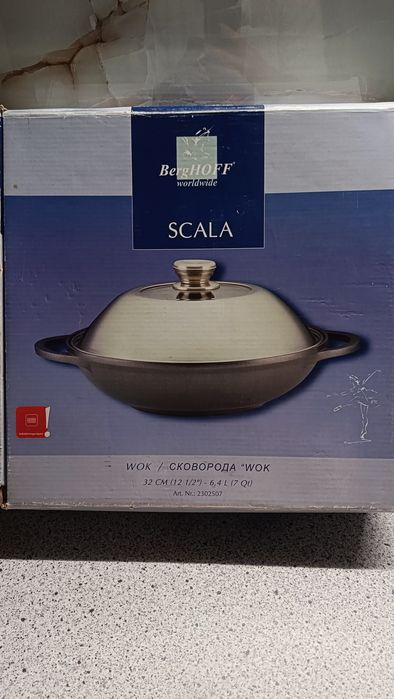 BergHOFF®
worldwide
SCALA
WOK / СКОВОРОДА "WOK
32 CM (12 1/2") - 6,4 L (7 Qt)
Art. Nr.: 2302507